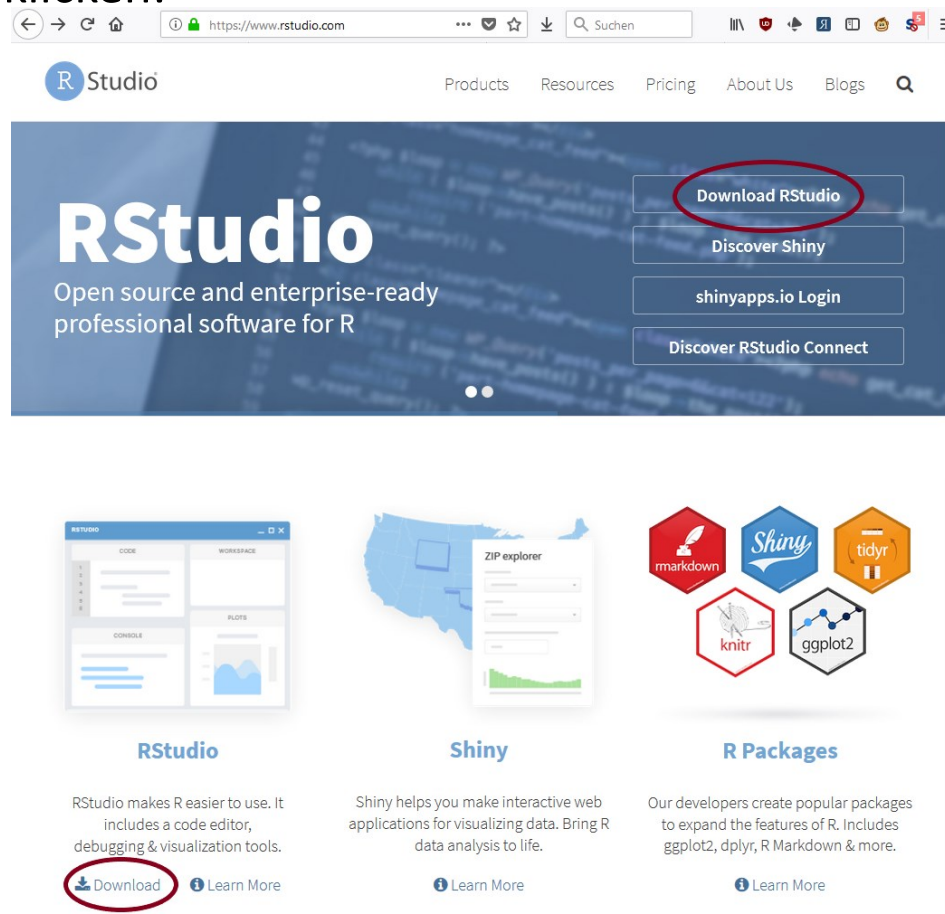 klicken.
https://www.rstudio.com
Suchen
5
R Studio
Products Resources Pricing About Us Blogs
RStudio
Open source and enterprise-ready
professional software for R
Download RStudio
Discover Shiny
shinyapps.io Login
Discover RStudio Connect
RSTUDIO
CODE
WORKSPACE
CONSOLE
PLOTS
ZIP explorer
rmarkdown
Shiny
tidyr
knitr
ggplot2
RStudio
RStudio makes R easier to use. It
includes a code editor,
debugging & visualization tools.
Download Learn More
Shiny
Shiny helps you make interactive web
applications for visualizing data. Bring R
data analysis to life.
Learn More
R Packages
Our developers create popular packages
to expand the features of R. Includes
ggplot2, dplyr, R Markdown & more.
Learn More